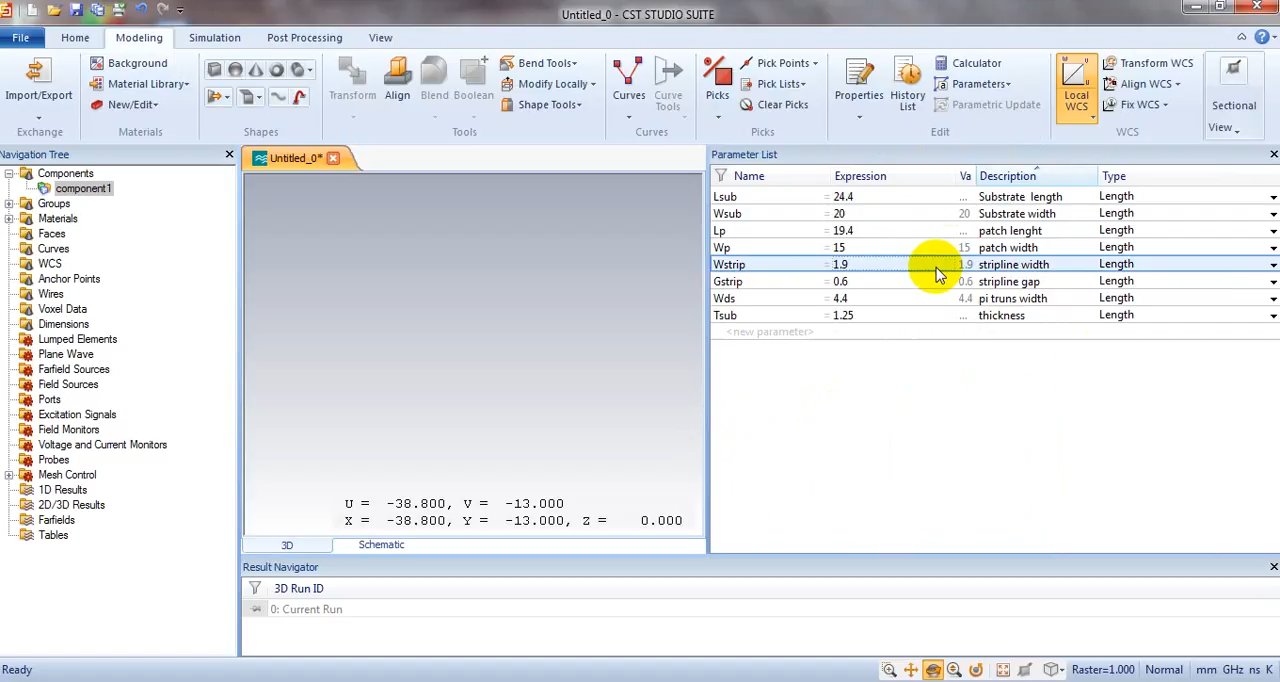 Untitled_0 - CST STUDIO SUITE
File Home Modeling Simulation Post Processing View
Import/Export
Exchange
Background
Material Library
New/Edit
Materials
Shapes
Transform Align Blend Boolean
Bend Tools
Modify Locally
Shape Tools
Tools
Curves Curve Tools
Curves
Picks
Pick Points
Pick Lists
Clear Picks
Picks
Properties History List
Calculator
Parameters
Parametric Update
Edit
Local WCS
Transform WCS
Align WCS
Fix WCS
WCS
Sectional View
Navigation Tree
Components
component1
Groups
Materials
Faces
Curves
WCS
Anchor Points
Wires
Voxel Data
Dimensions
Lumped Elements
Plane Wave
Farfield Sources
Field Sources
Ports
Excitation Signals
Field Monitors
Voltage and Current Monitors
Probes
Mesh Control
1D Results
2D/3D Results
Farfields
Tables
Untitled_0*
U = -38.800, V = -13.000
X = -38.800, Y = -13.000, Z = 0.000
3D Schematic
Parameter List
Name Expression Va Description Type
Lsub = 24.4 ... Substrate length Length
Wsub = 20 20 Substrate width Length
Lp = 19.4 ... patch lenght Length
Wp = 15 15 patch width Length
Wstrip = 1.9 1.9 stripline width Length
Gstrip = 0.6 0.6 stripline gap Length
Wds = 4.4 4.4 pi truns width Length
Tsub = 1.25 ... thickness Length
<new parameter>
Result Navigator
3D Run ID
0: Current Run
Ready
Raster=1.000 Normal mm GHz ns K